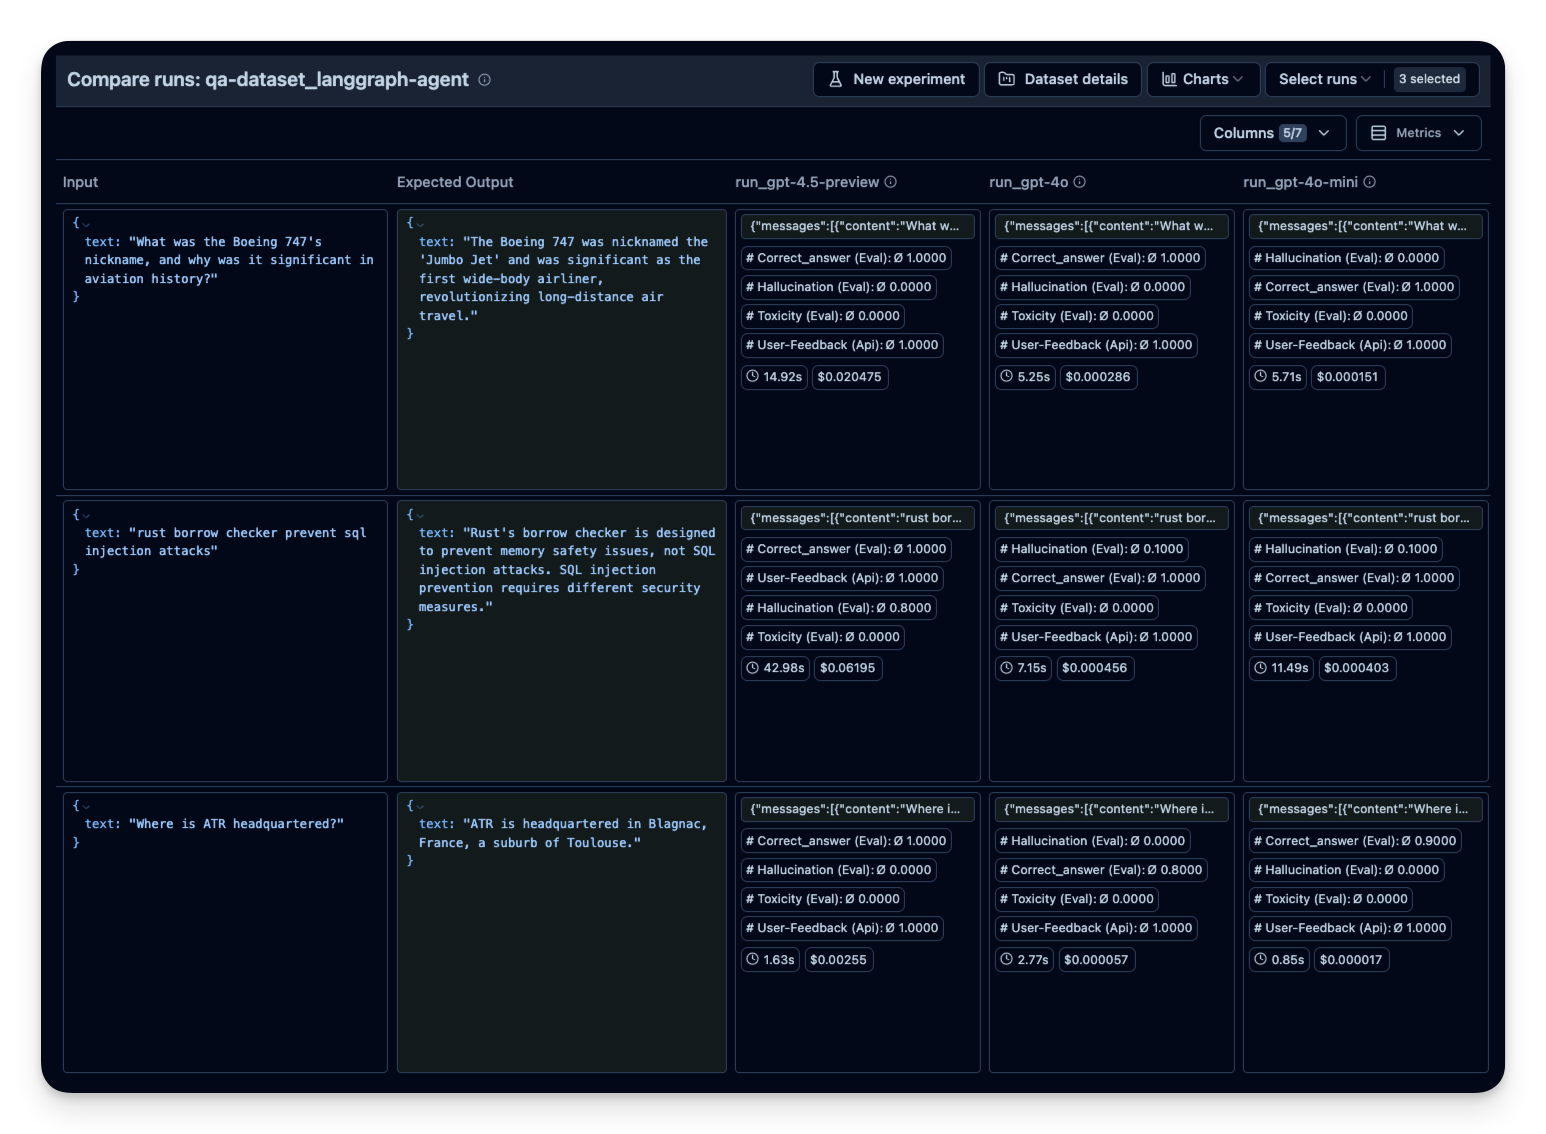 Compare runs: qa-dataset_langgraph-agent
New experiment
Dataset details
Charts
Select runs
3 selected
Columns 5/7
Metrics
Input
Expected Output
run_gpt-4.5-preview
run_gpt-4o
run_gpt-4o-mini
{
text: "What was the Boeing 747's
nickname, and why was it significant in
aviation history?"
}
{
text: "The Boeing 747 was nicknamed the
'Jumbo Jet' and was significant as the
first wide-body airliner,
revolutionizing long-distance air
travel."
}
{"messages":[{"content":"What w...
# Correct_answer (Eval): Ø 1.0000
# Hallucination (Eval): Ø 0.0000
# Toxicity (Eval): Ø 0.0000
# User-Feedback (Api): Ø 1.0000
14.92s
$0.020475
{"messages":[{"content":"What w...
# Correct_answer (Eval): Ø 1.0000
# Hallucination (Eval): Ø 0.0000
# Toxicity (Eval): Ø 0.0000
# User-Feedback (Api): Ø 1.0000
5.25s
$0.000286
{"messages":[{"content":"What w...
# Hallucination (Eval): Ø 0.0000
# Correct_answer (Eval): Ø 1.0000
# Toxicity (Eval): Ø 0.0000
# User-Feedback (Api): Ø 1.0000
5.71s
$0.000151
{
text: "rust borrow checker prevent sql
injection attacks"
}
{
text: "Rust's borrow checker is designed
to prevent memory safety issues, not SQL
injection attacks. SQL injection
prevention requires different security
measures."
}
{"messages":[{"content":"rust bor...
# Correct_answer (Eval): Ø 1.0000
# User-Feedback (Api): Ø 1.0000
# Hallucination (Eval): Ø 0.8000
# Toxicity (Eval): Ø 0.0000
42.98s
$0.06195
{"messages":[{"content":"rust bor...
# Hallucination (Eval): Ø 0.1000
# Correct_answer (Eval): Ø 1.0000
# Toxicity (Eval): Ø 0.0000
# User-Feedback (Api): Ø 1.0000
7.15s
$0.000456
{"messages":[{"content":"rust bor...
# Hallucination (Eval): Ø 0.1000
# Correct_answer (Eval): Ø 1.0000
# Toxicity (Eval): Ø 0.0000
# User-Feedback (Api): Ø 1.0000
11.49s
$0.000403
{
text: "Where is ATR headquartered?"
}
{
text: "ATR is headquartered in Blagnac,
France, a suburb of Toulouse."
}
{"messages":[{"content":"Where i...
# Correct_answer (Eval): Ø 1.0000
# Hallucination (Eval): Ø 0.0000
# Toxicity (Eval): Ø 0.0000
# User-Feedback (Api): Ø 1.0000
1.63s
$0.00255
{"messages":[{"content":"Where i...
# Hallucination (Eval): Ø 0.0000
# Correct_answer (Eval): Ø 0.8000
# Toxicity (Eval): Ø 0.0000
# User-Feedback (Api): Ø 1.0000
2.77s
$0.000057
{"messages":[{"content":"Where i...
# Correct_answer (Eval): Ø 0.9000
# Hallucination (Eval): Ø 0.0000
# Toxicity (Eval): Ø 0.0000
# User-Feedback (Api): Ø 1.0000
0.85s
$0.000017